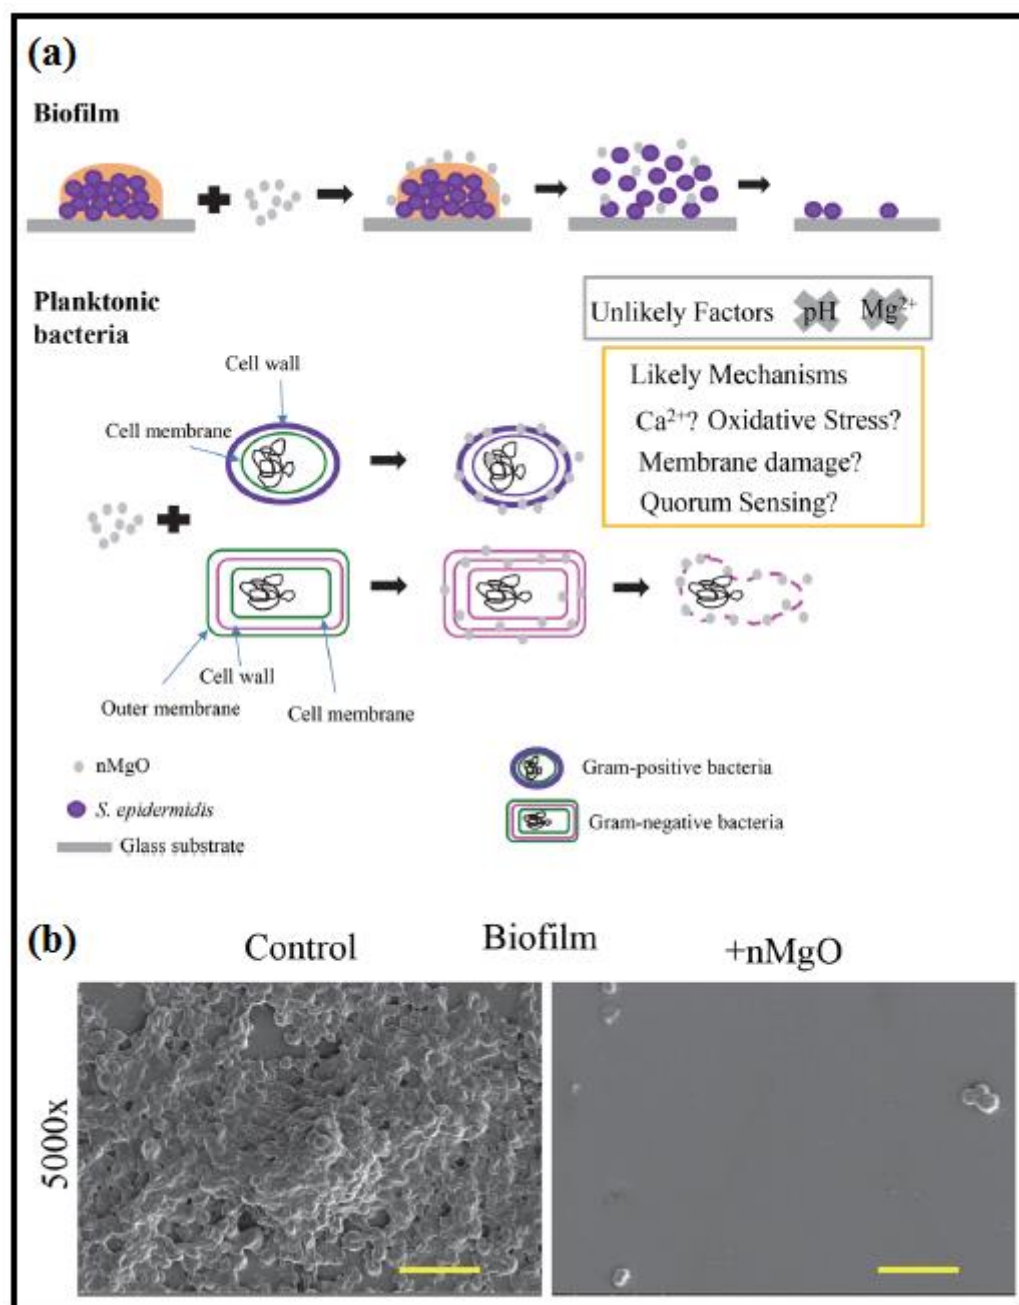 (a)
Biofilm
Planktonic
bacteria
Unlikely Factors pH Mg²⁺
Likely Mechanisms
Ca²⁺? Oxidative Stress?
Membrane damage?
Quorum Sensing?
Cell wall
Cell membrane
Cell wall
Outer membrane
Cell membrane
nMgO
S. epidermidis
Glass substrate
Gram-positive bacteria
Gram-negative bacteria
(b)
Biofilm
Control
+nMgO
5000x